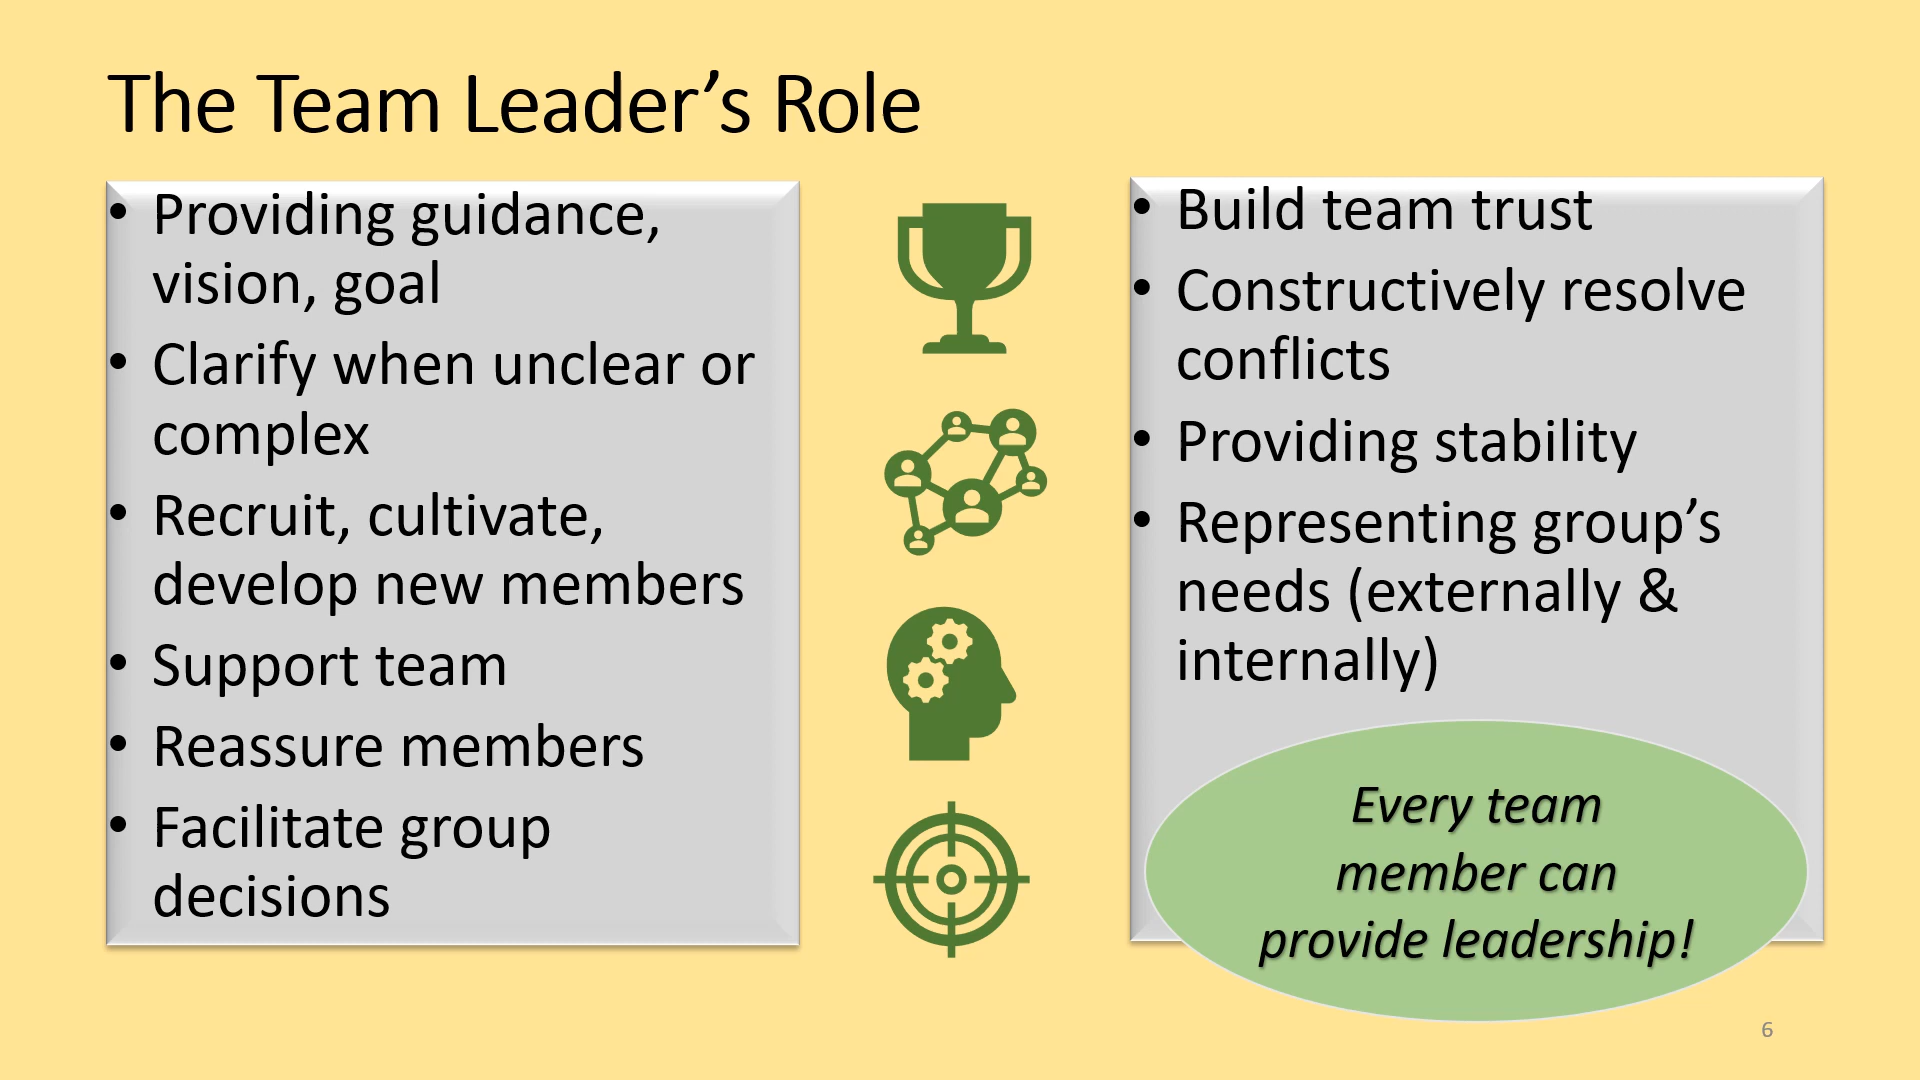 The Team Leader’s Role
• Providing guidance,
vision, goal
• Clarify when unclear or
complex
• Recruit, cultivate,
develop new members
• Support team
• Reassure members
• Facilitate group
decisions
• Build team trust
• Constructively resolve
conflicts
• Providing stability
• Representing group’s
needs (externally &
internally)
Every team
member can
provide leadership!
6